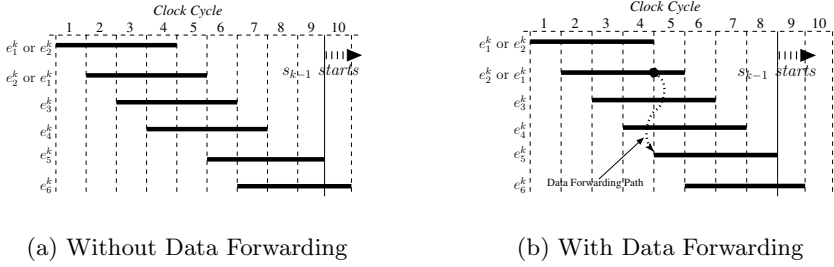 Clock Cycle
1 2 3 4 5 6 7 8 9 10
e_1^k or e_2^k
e_2^k or e_1^k
s_{k-1} starts
e_3^k
e_4^k
e_5^k
e_6^k
(a) Without Data Forwarding
Clock Cycle
1 2 3 4 5 6 7 8 9 10
e_1^k or e_2^k
e_2^k or e_1^k
s_{k-1} starts
e_3^k
e_4^k
e_5^k
Data Forwarding Path
e_6^k
(b) With Data Forwarding